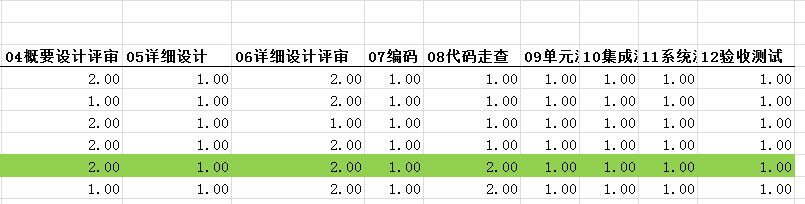 04概要设计评审 05详细设计 06详细设计评审 07编码 08代码走查 09单元 10集成 11系统 12验收测试
2.00 1.00 2.00 1.00 1.00 1.00 1.00 1.00 1.00
1.00 1.00 2.00 1.00 1.00 1.00 1.00 1.00 1.00
2.00 1.00 1.00 1.00 1.00 1.00 1.00 1.00 1.00
2.00 1.00 2.00 1.00 1.00 1.00 1.00 1.00 1.00
2.00 1.00 2.00 1.00 2.00 1.00 1.00 1.00 1.00
1.00 1.00 2.00 1.00 2.00 1.00 1.00 1.00 1.00